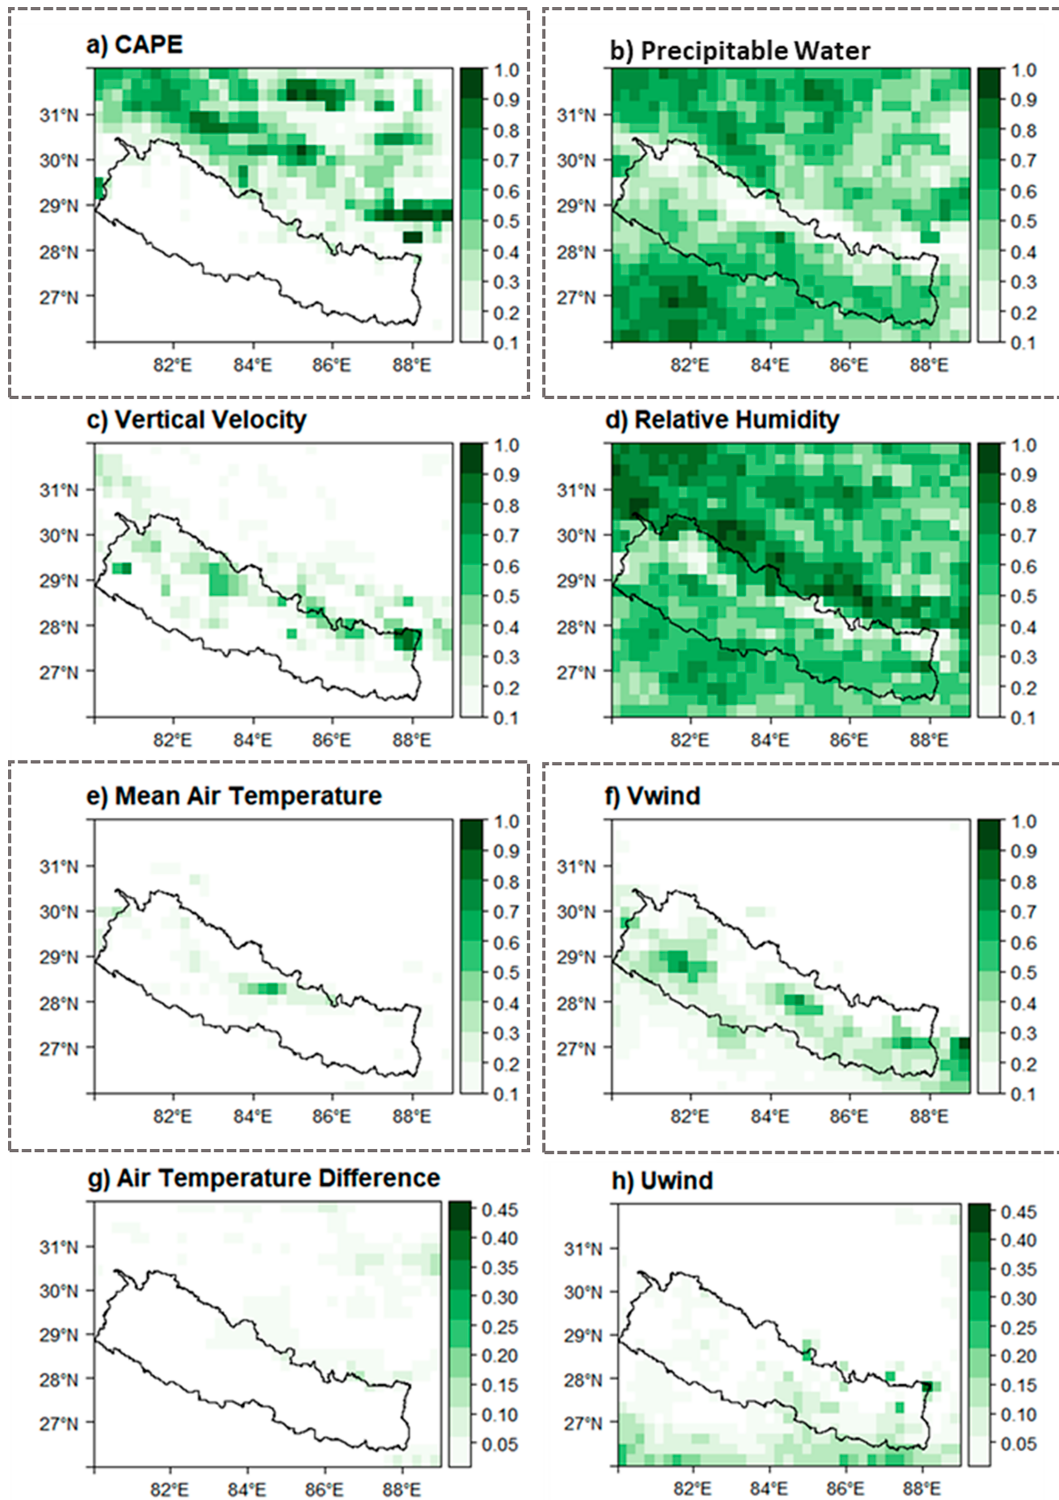 a) CAPE
31°N
30°N
29°N
28°N
27°N
82°E 84°E 86°E 88°E
1.0
0.9
0.8
0.7
0.6
0.5
0.4
0.3
0.2
0.1
b) Precipitable Water
31°N
30°N
29°N
28°N
27°N
82°E 84°E 86°E 88°E
1.0
0.9
0.8
0.7
0.6
0.5
0.4
0.3
0.2
0.1
c) Vertical Velocity
31°N
30°N
29°N
28°N
27°N
82°E 84°E 86°E 88°E
1.0
0.9
0.8
0.7
0.6
0.5
0.4
0.3
0.2
0.1
d) Relative Humidity
31°N
30°N
29°N
28°N
27°N
82°E 84°E 86°E 88°E
1.0
0.9
0.8
0.7
0.6
0.5
0.4
0.3
0.2
0.1
e) Mean Air Temperature
31°N
30°N
29°N
28°N
27°N
82°E 84°E 86°E 88°E
1.0
0.9
0.8
0.7
0.6
0.5
0.4
0.3
0.2
0.1
f) Vwind
31°N
30°N
29°N
28°N
27°N
82°E 84°E 86°E 88°E
1.0
0.9
0.8
0.7
0.6
0.5
0.4
0.3
0.2
0.1
g) Air Temperature Difference
31°N
30°N
29°N
28°N
27°N
82°E 84°E 86°E 88°E
0.45
0.40
0.35
0.30
0.25
0.20
0.15
0.10
0.05
h) Uwind
31°N
30°N
29°N
28°N
27°N
82°E 84°E 86°E 88°E
0.45
0.40
0.35
0.30
0.25
0.20
0.15
0.10
0.05